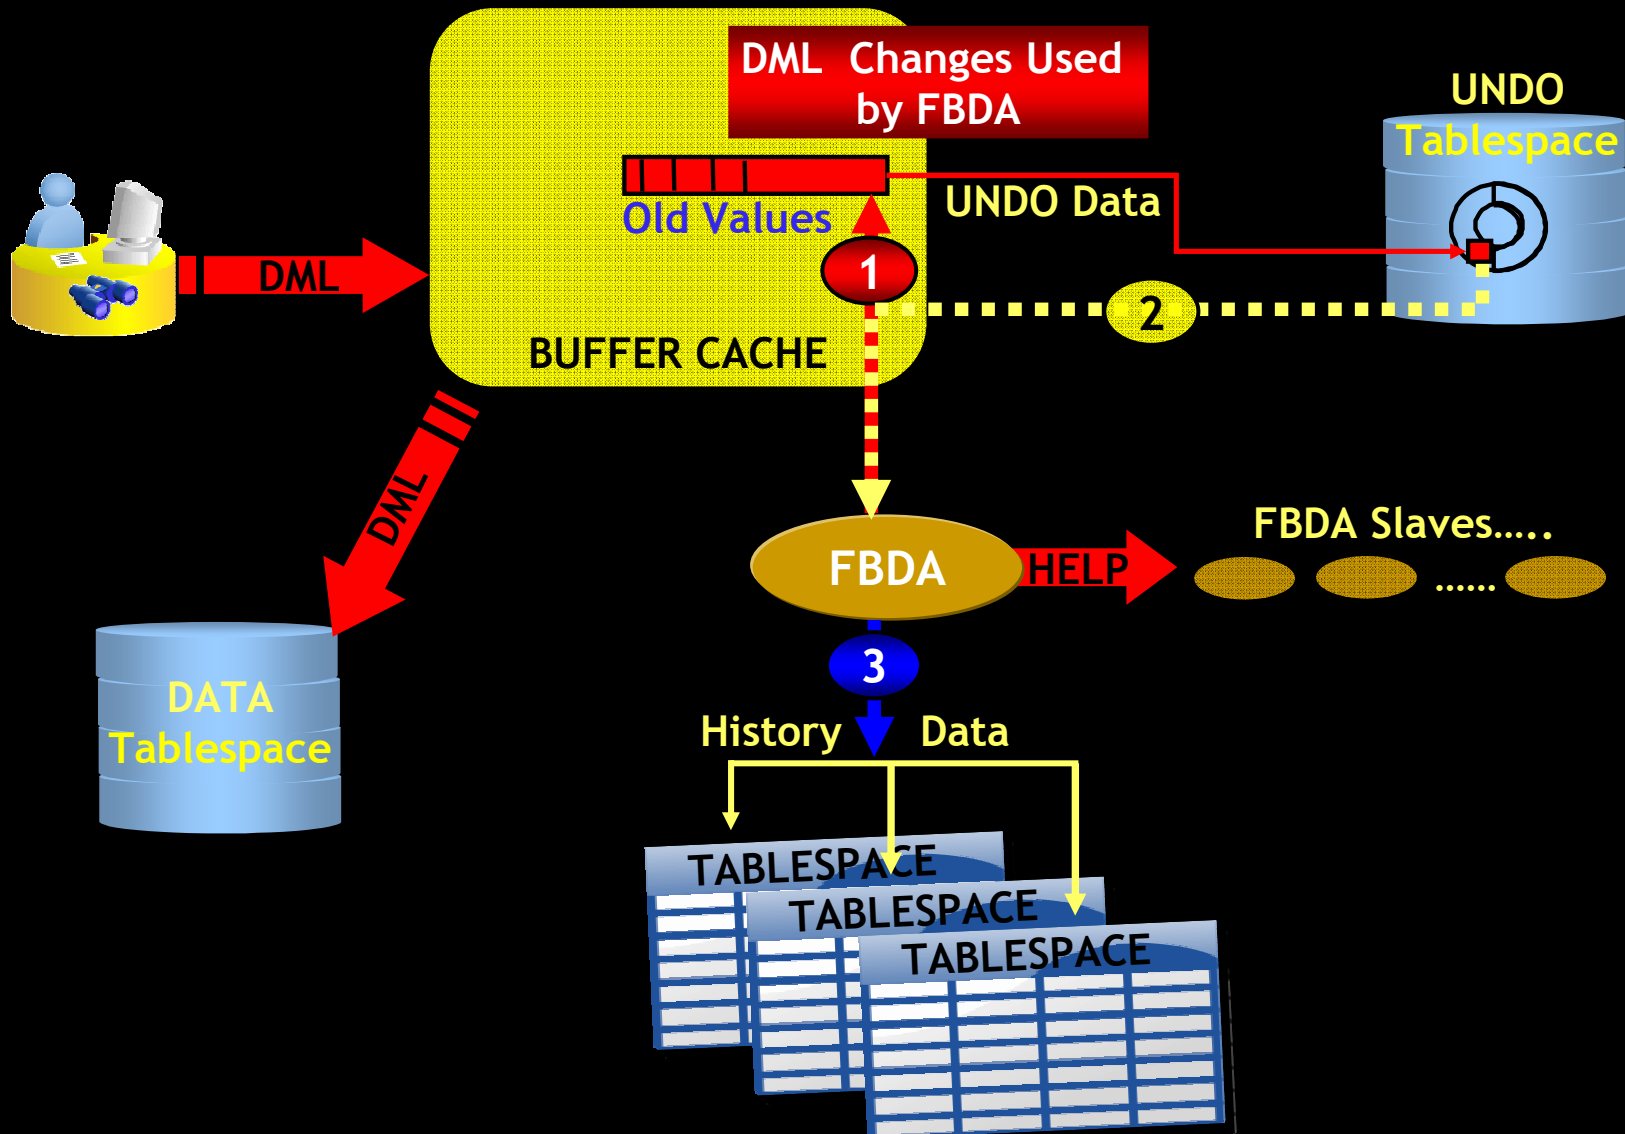 DML  Changes Used
by FBDA
UNDO
Tablespace
Old Values
UNDO Data
DML
1
2
BUFFER CACHE
DML
FBDA Slaves.....
FBDA
HELP
......
3
DATA
Tablespace
History
Data
TABLESPACE
TABLESPACE
TABLESPACE